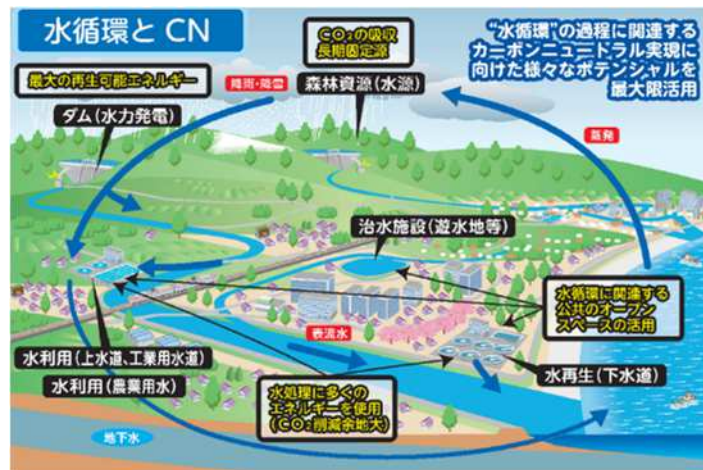 水循環とCN
"水循環"の過程に関連する
カーボンニュートラル実現に
向けた様々なポテンシャルを
最大限活用
CO2の吸収
長期固定源
森林資源(水源)
最大の再生可能エネルギー
ダム(水力発電)
降雨・降雪
蒸発
治水施設(遊水地等)
水循環に関連する
公共のオープン
スペースの活用
表流水
水利用(上水道、工業用水道)
水利用(農業用水)
水処理に多くの
エネルギーを使用
(CO2削減余地大)
水再生(下水道)
地下水